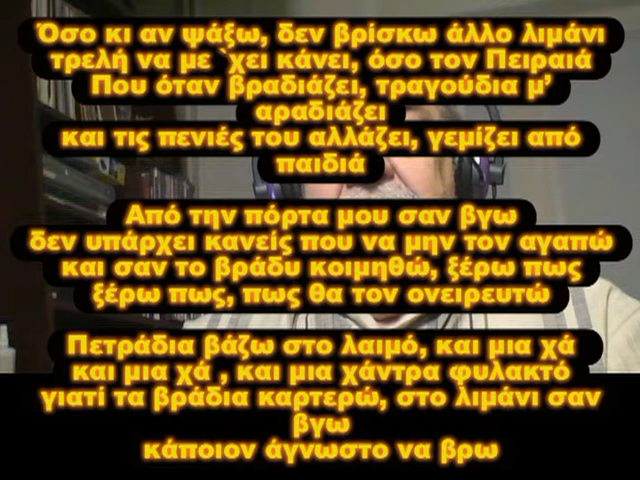 Όσο κι αν ψάξω, δεν βρίσκω άλλο λιμάνι
τρελή να με `χει κάνει, όσο τον Πειραιά
Που όταν βραδιάζει, τραγούδια μ’
αραδιάζει
και τις πενιές του αλλάζει, γεμίζει από
παιδιά
Από την πόρτα μου σαν βγω
δεν υπάρχει κανείς που να μην τον αγαπώ
και σαν το βράδυ κοιμηθώ, ξέρω πως
ξέρω πως, πως θα τον ονειρευτώ
Πετράδια βάζω στο λαιμό, και μια χά
και μια χά , και μια χάντρα φυλακτό
γιατί τα βράδια καρτερώ, στο λιμάνι σαν
βγω
κάποιον άγνωστο να βρω